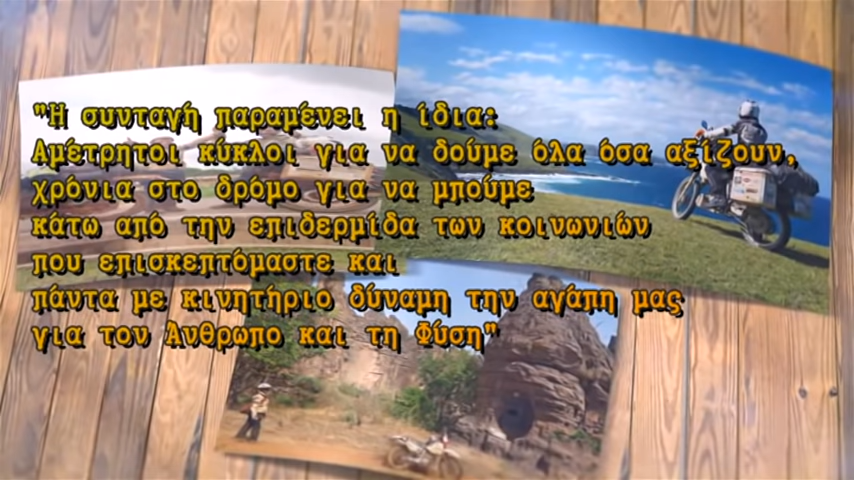 "Η συνταγή παραμένει η ίδια:
Αμέτρητοι κύκλοι για να δούμε όλα όσα αξίζουν,
χρόνια στο δρόμο για να μπούμε
κάτω από την επιδερμίδα των κοινωνιών
που επισκεπτόμαστε και
πάντα με κινητήριο δύναμη την αγάπη μας
για τον Άνθρωπο και τη Φύση"